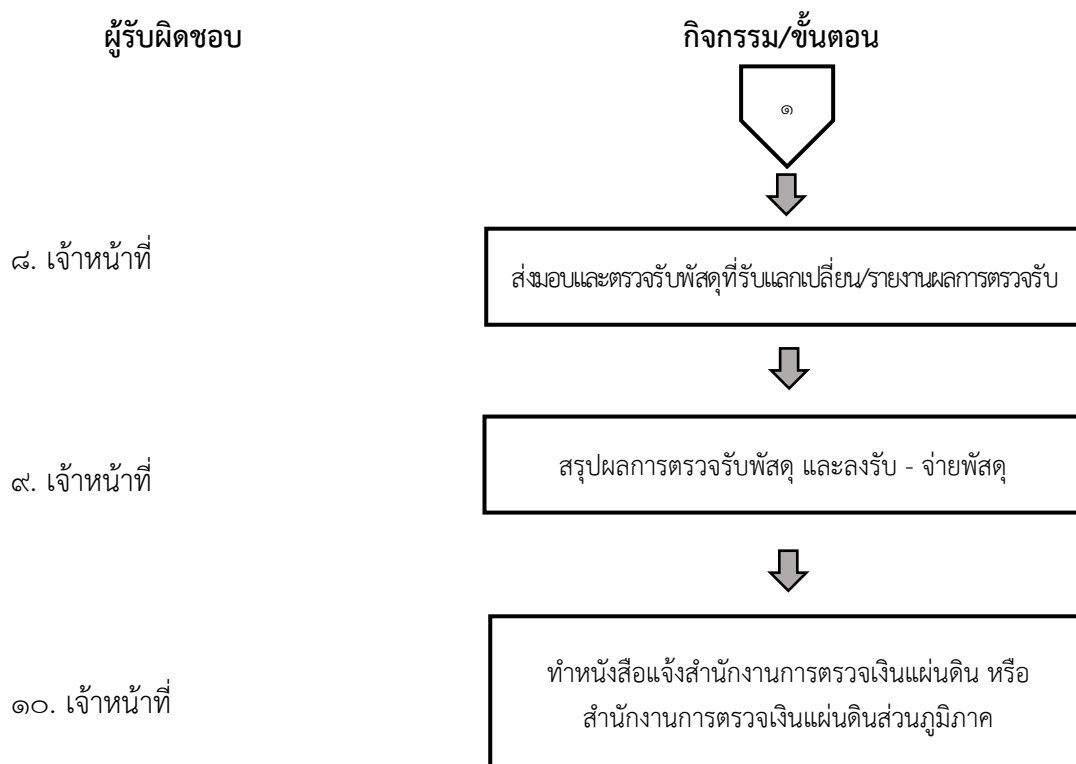 ผู้รับผิดชอบ
กิจกรรม/ขั้นตอน
๑
๘. เจ้าหน้าที่
ส่งมอบและตรวจรับพัสดุที่รับแลกเปลี่ยน/รายงานผลการตรวจรับ
๙. เจ้าหน้าที่
สรุปผลการตรวจรับพัสดุ และลงรับ - จ่ายพัสดุ
๑๐. เจ้าหน้าที่
ทำหนังสือแจ้งสำนักงานการตรวจเงินแผ่นดิน หรือ
สำนักงานการตรวจเงินแผ่นดินส่วนภูมิภาค